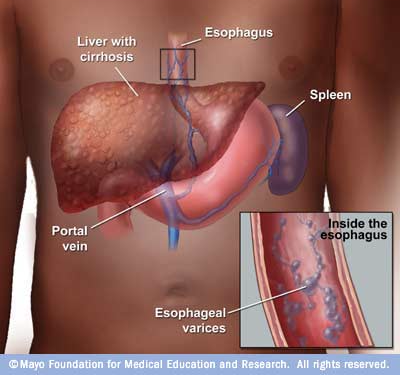 Esophagus
Liver with
cirrhosis
Spleen
Portal
vein
Inside the
esophagus
Esophageal
varices
© Mayo Foundation for Medical Education and Research. All rights reserved.